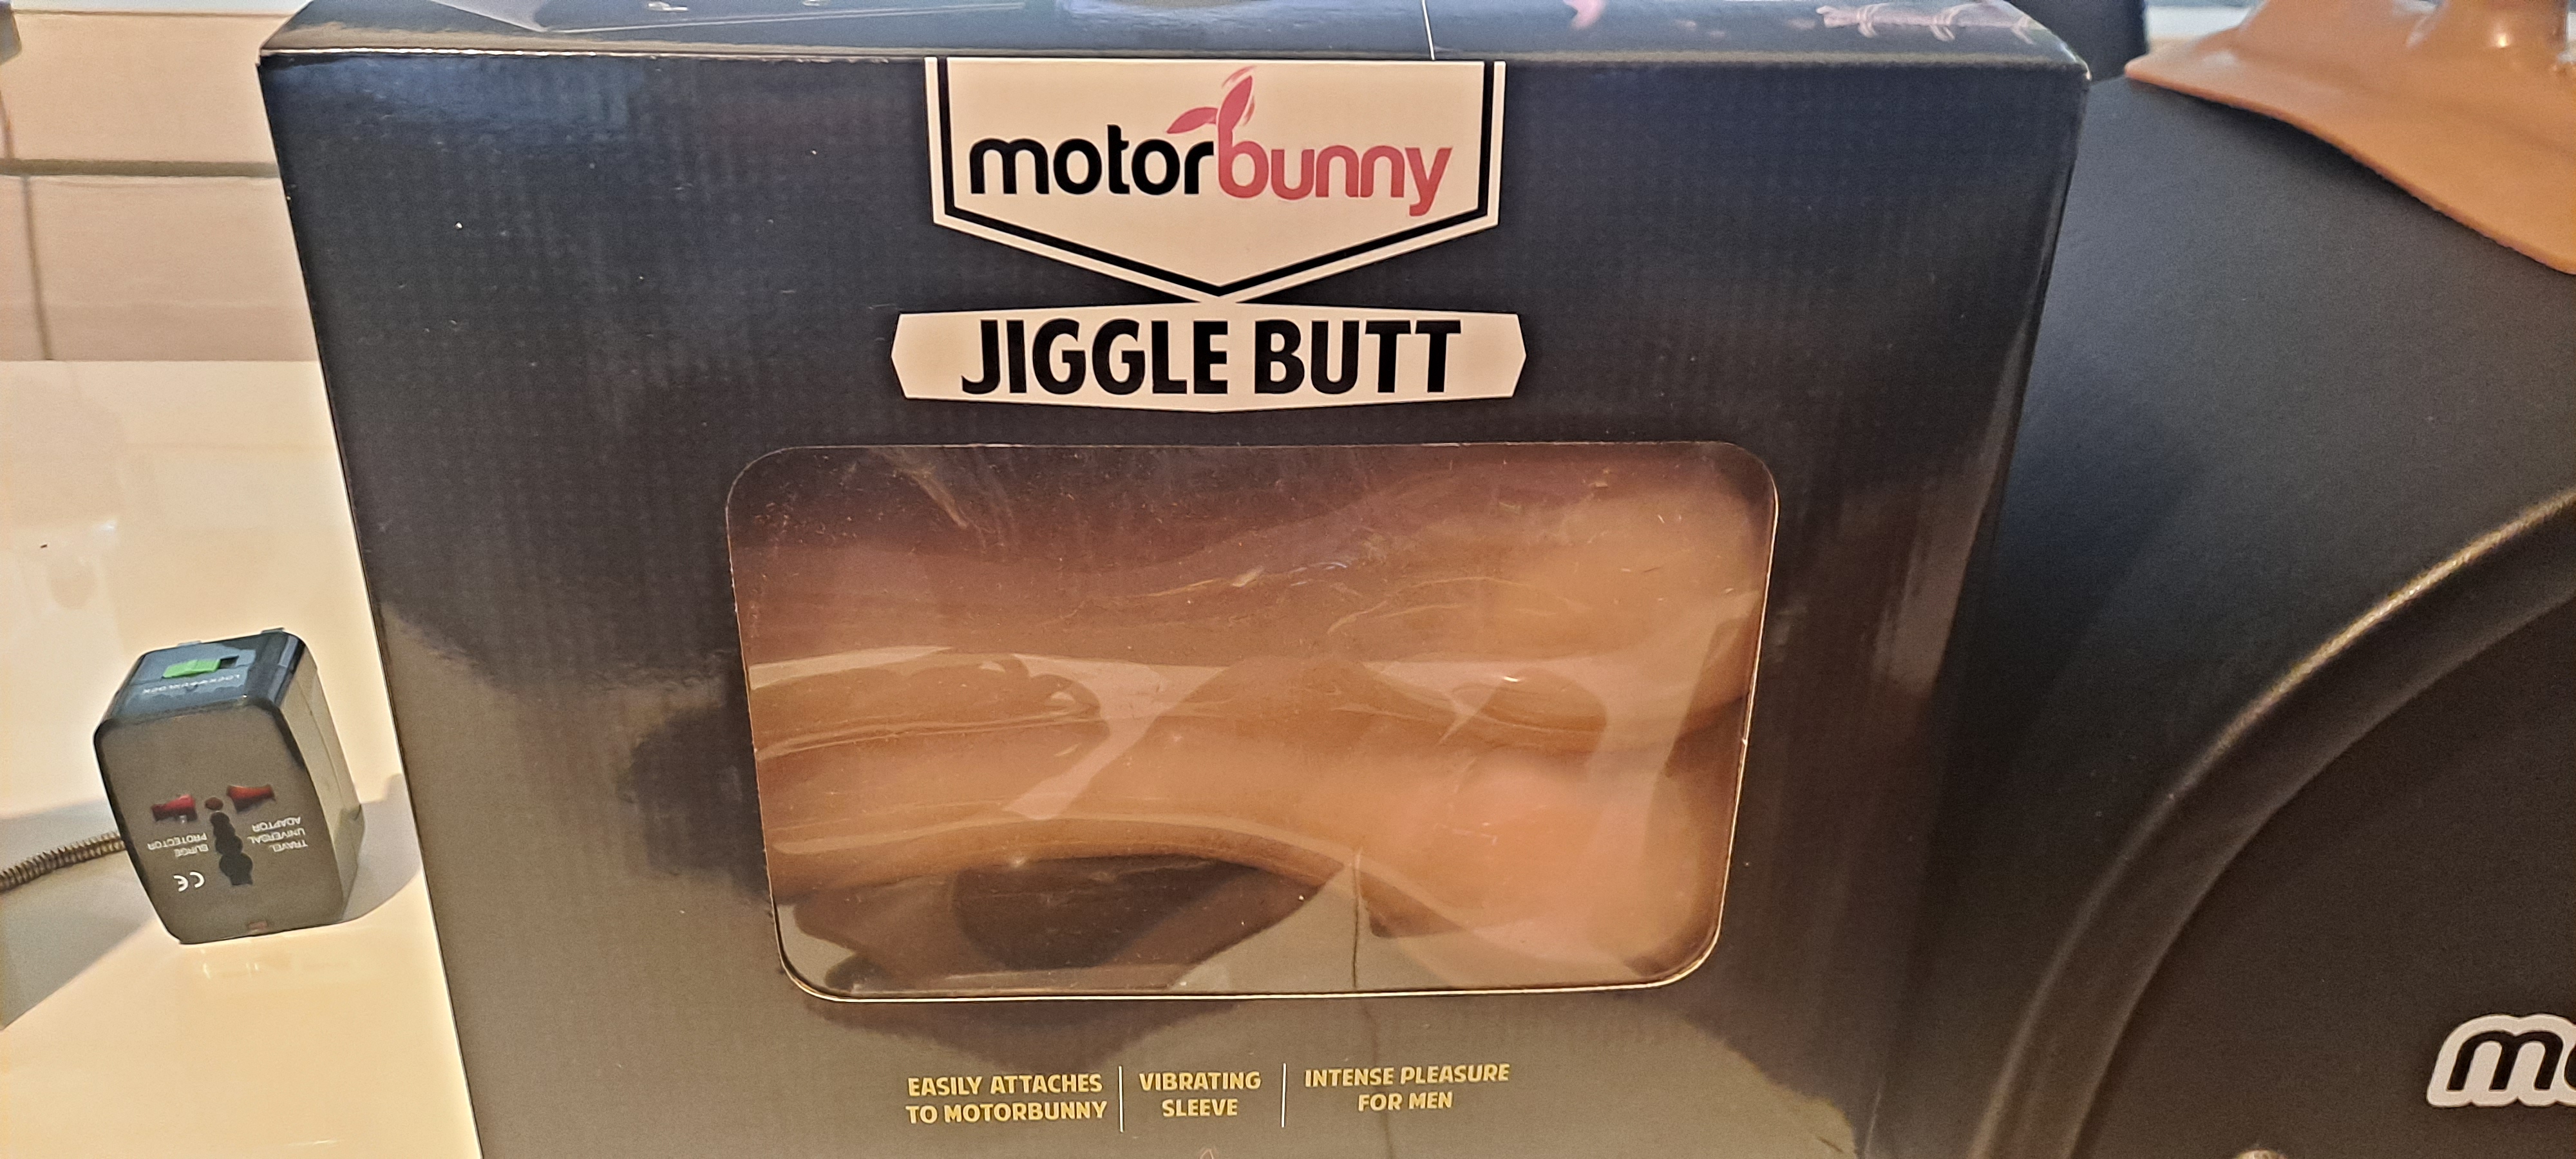 motorbunny
JIGGLE BUTT
EASILY ATTACHES
TO MOTORBUNNY
VIBRATING
SLEEVE
INTENSE PLEASURE
FOR MEN
TRAVEL
UNIVERSAL
ADAPTOR
SURGE
PROTECTOR
CE